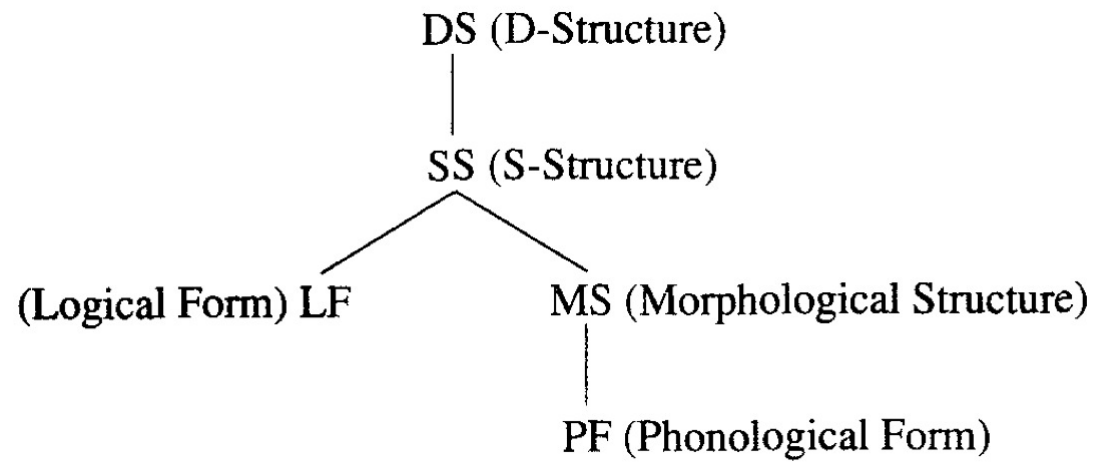 DS (D-Structure)
SS (S-Structure)
(Logical Form) LF
MS (Morphological Structure)
PF (Phonological Form)